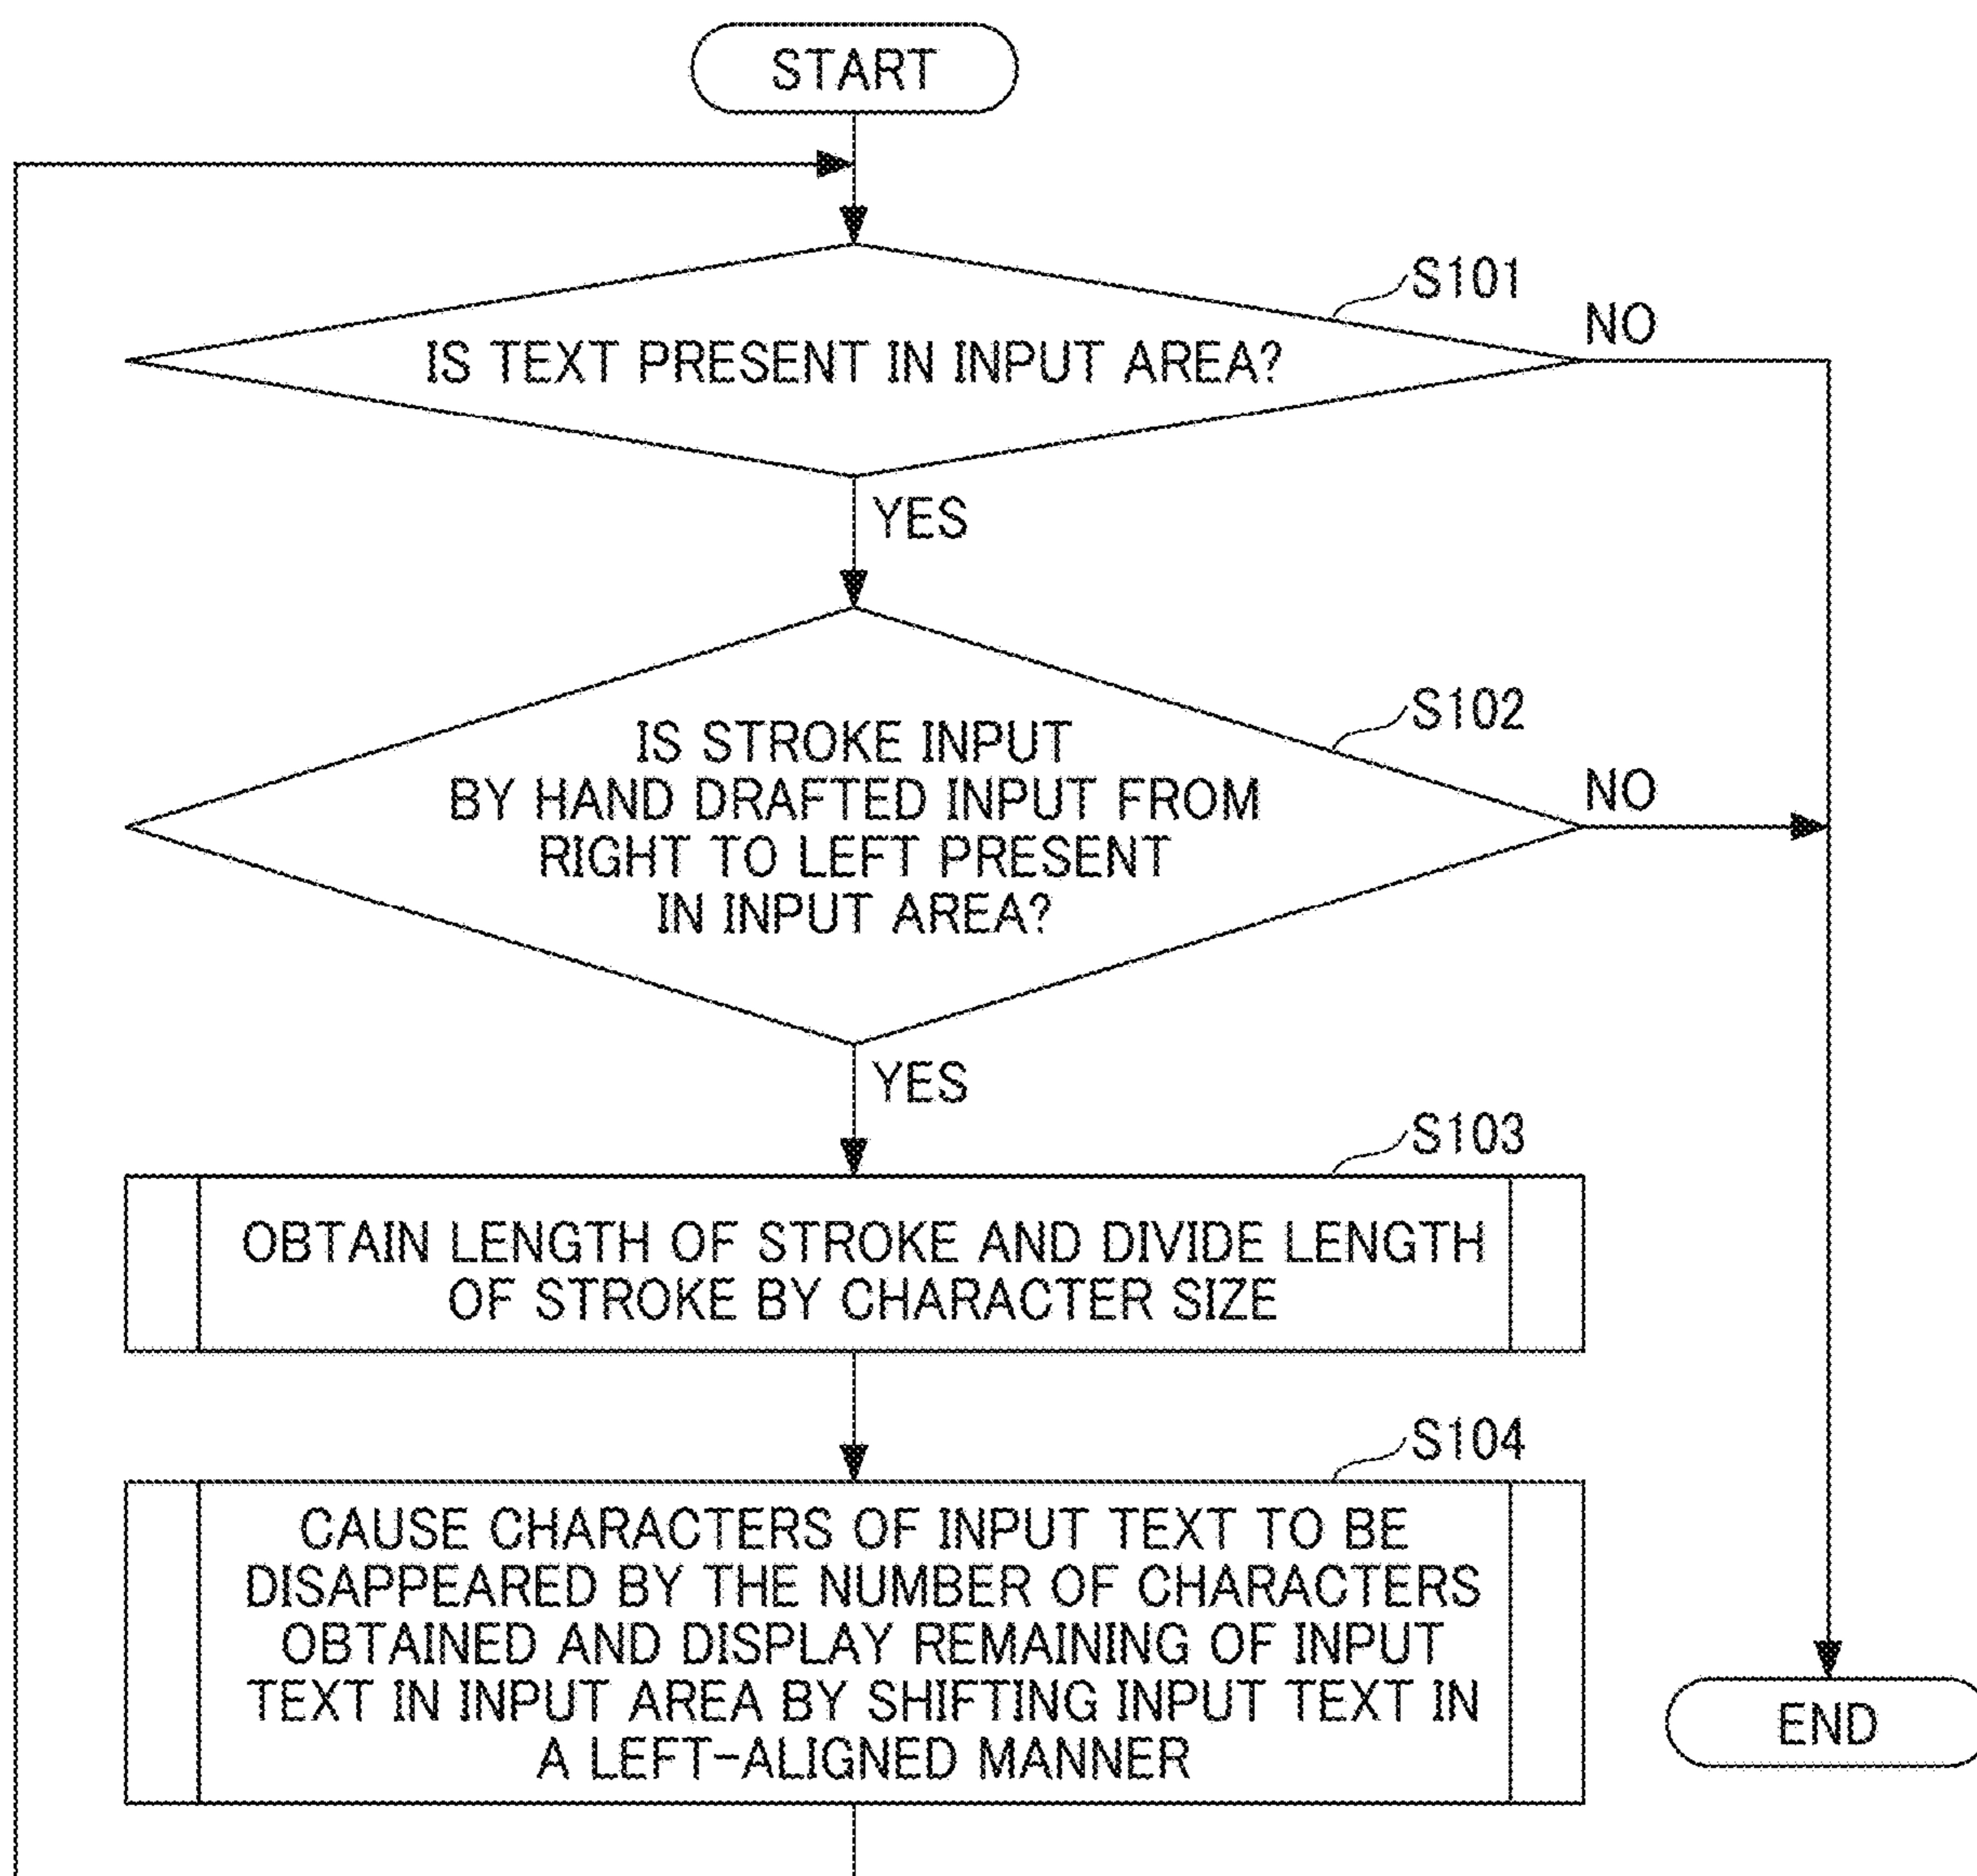 START
S101
IS TEXT PRESENT IN INPUT AREA?
NO
YES
S102
IS STROKE INPUT
BY HAND DRAFTED INPUT FROM
RIGHT TO LEFT PRESENT
IN INPUT AREA?
NO
YES
S103
OBTAIN LENGTH OF STROKE AND DIVIDE LENGTH
OF STROKE BY CHARACTER SIZE
S104
CAUSE CHARACTERS OF INPUT TEXT TO BE
DISAPPEARED BY THE NUMBER OF CHARACTERS
OBTAINED AND DISPLAY REMAINING OF INPUT
TEXT IN INPUT AREA BY SHIFTING INPUT TEXT IN
A LEFT-ALIGNED MANNER
END